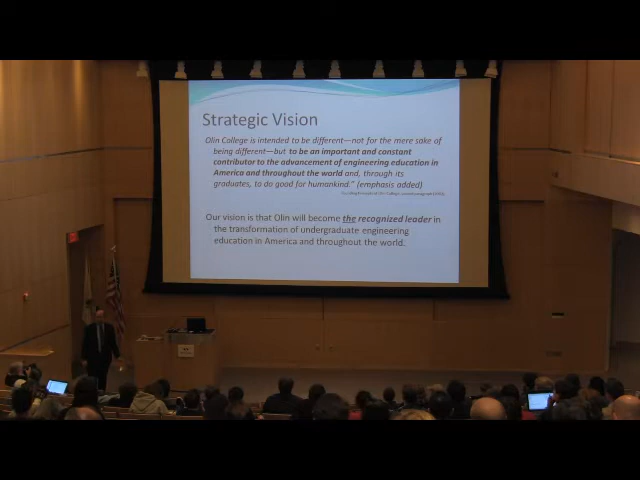 Strategic Vision
Olin College is intended to be different—not for the mere sake of
being different—but to be an important and constant
contributor to the advancement of engineering education in
America and throughout the world and, through its
graduates, to do good for humankind.” (emphasis added)
Our vision is that Olin will become the recognized leader in
the transformation of undergraduate engineering
education in America and throughout the world.